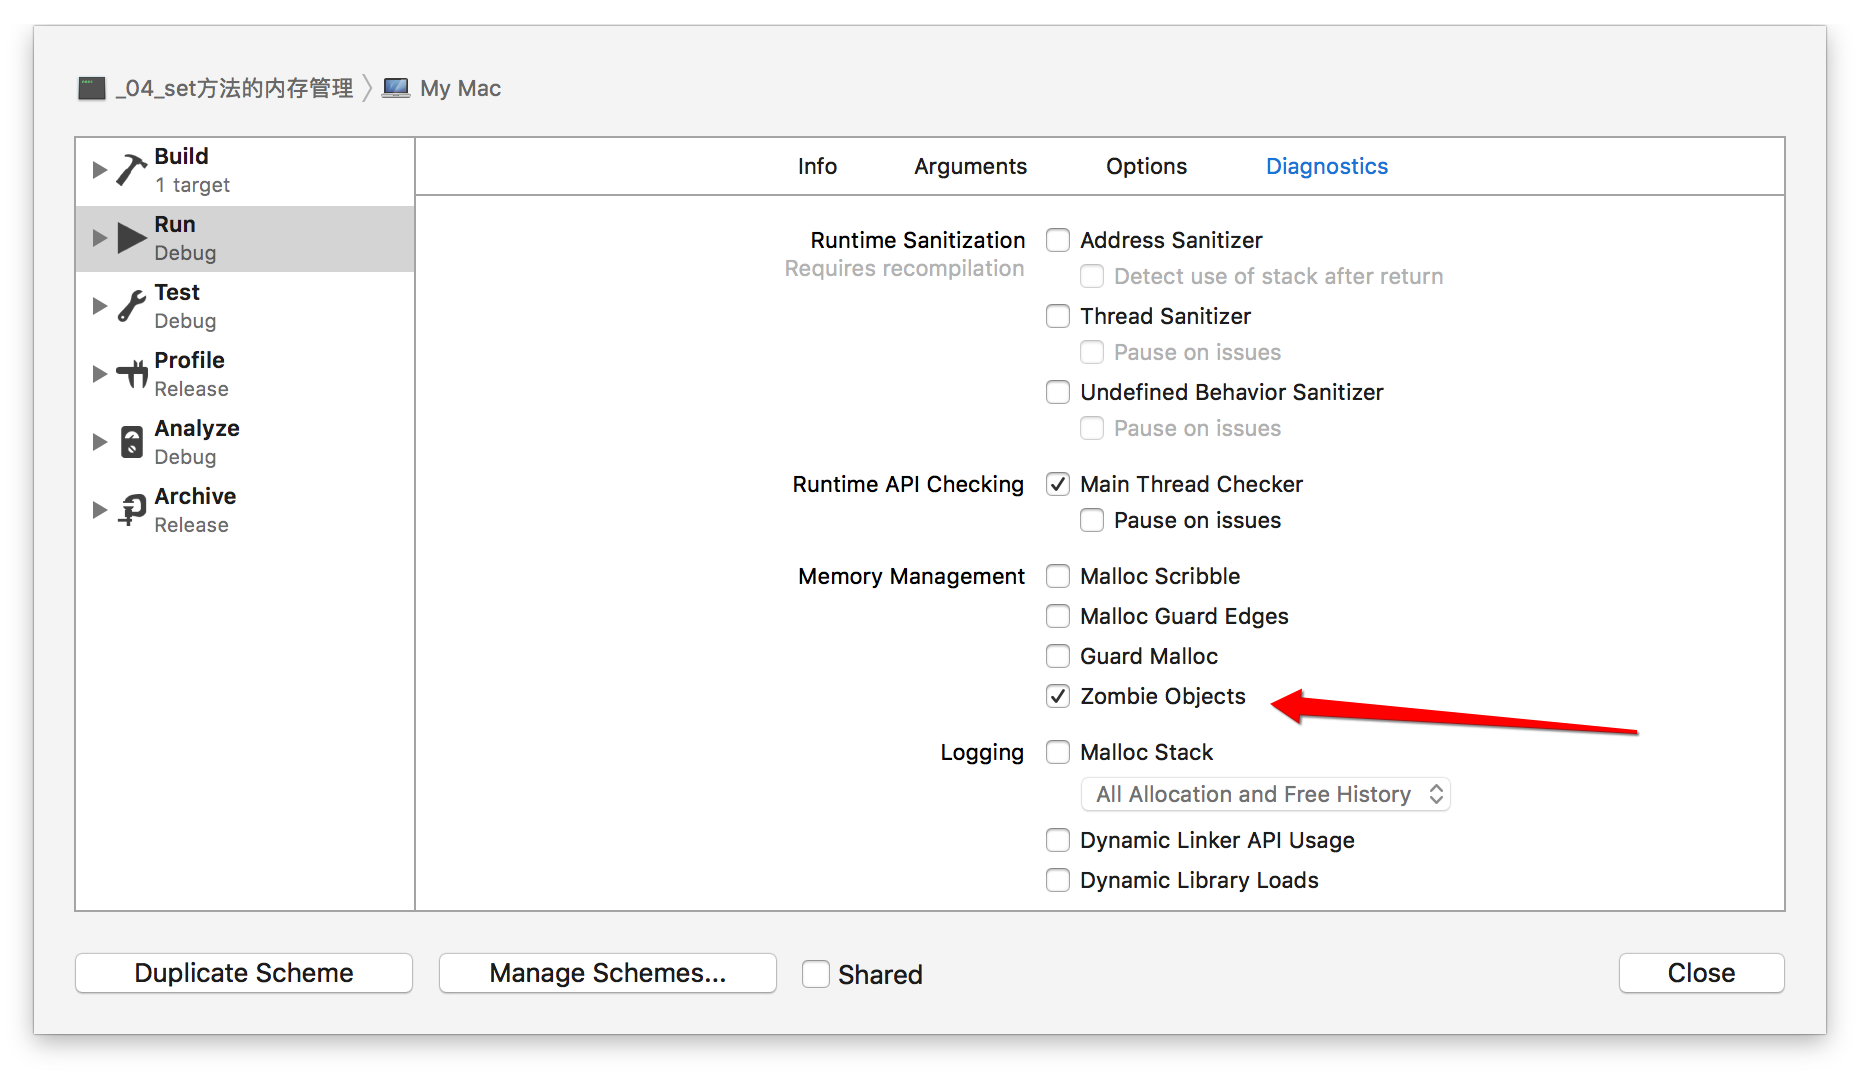 _04_set方法的内存管理 My Mac
Build
1 target
Run
Debug
Test
Debug
Profile
Release
Analyze
Debug
Archive
Release
Info Arguments Options Diagnostics
Runtime Sanitization Address Sanitizer
Requires recompilation
Detect use of stack after return
Thread Sanitizer
Pause on issues
Undefined Behavior Sanitizer
Pause on issues
Runtime API Checking Main Thread Checker
Pause on issues
Memory Management Malloc Scribble
Malloc Guard Edges
Guard Malloc
Zombie Objects
Logging Malloc Stack
All Allocation and Free History
Dynamic Linker API Usage
Dynamic Library Loads
Duplicate Scheme Manage Schemes... Shared Close